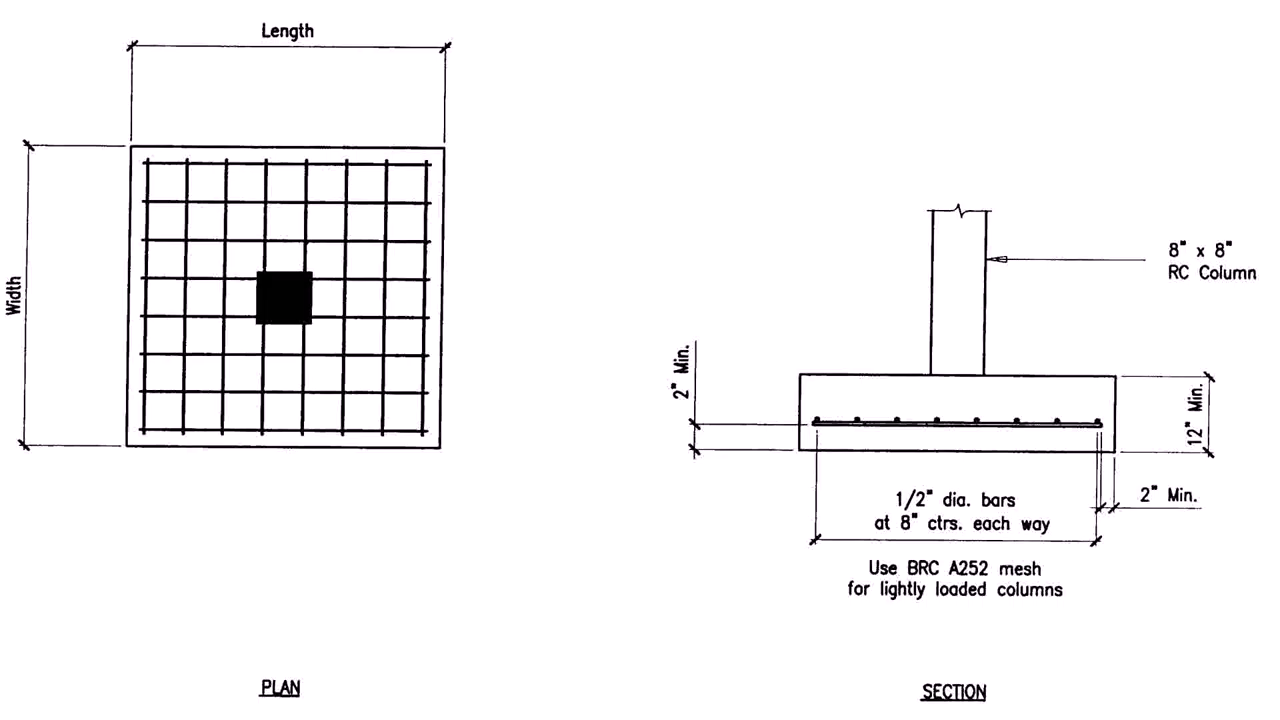 Length
Width
PLAN
8" x 8"
RC Column
2" Min.
12" Min.
2" Min.
1/2" dia. bars
at 8" ctrs. each way
Use BRC A252 mesh
for lightly loaded columns
SECTION